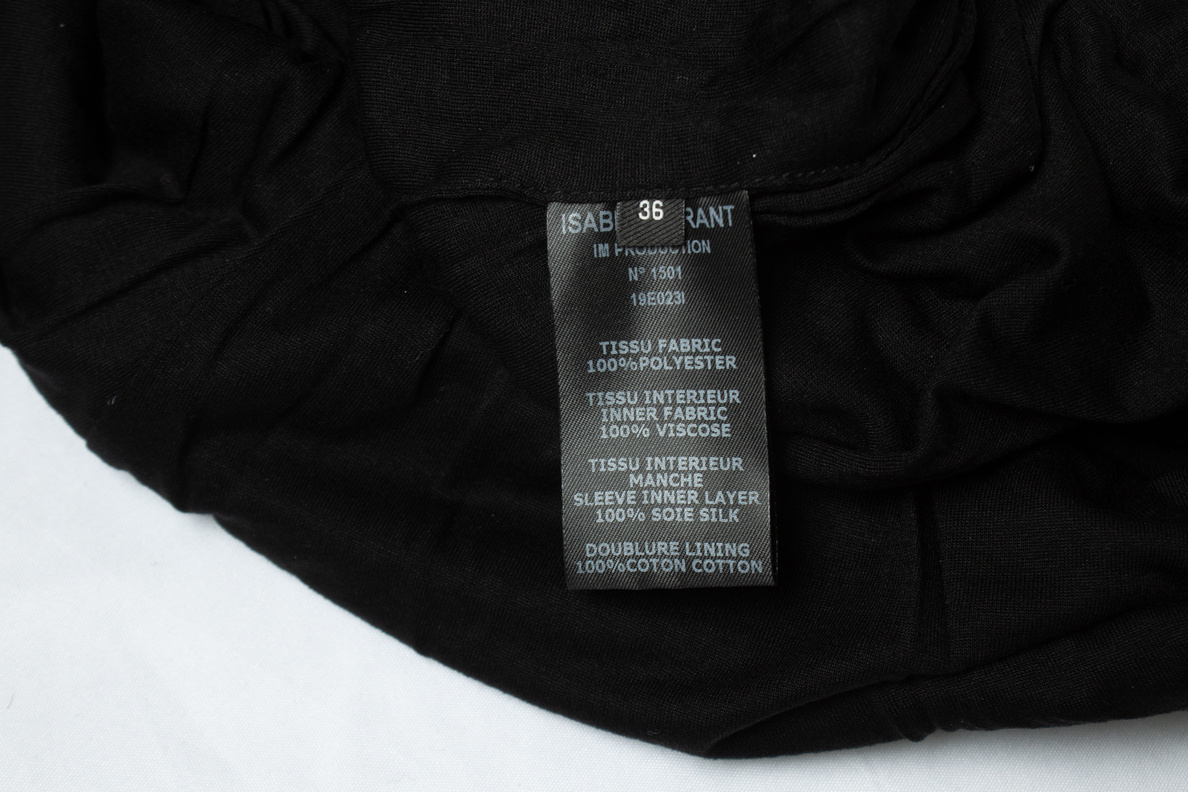 36
ISAB RANT
IM PRODUCTION
N° 1501
19E023I
TISSU FABRIC
100%POLYESTER
TISSU INTERIEUR
INNER FABRIC
100% VISCOSE
TISSU INTERIEUR
MANCHE
SLEEVE INNER LAYER
100% SOIE SILK
DOUBLURE LINING
100%COTON COTTON